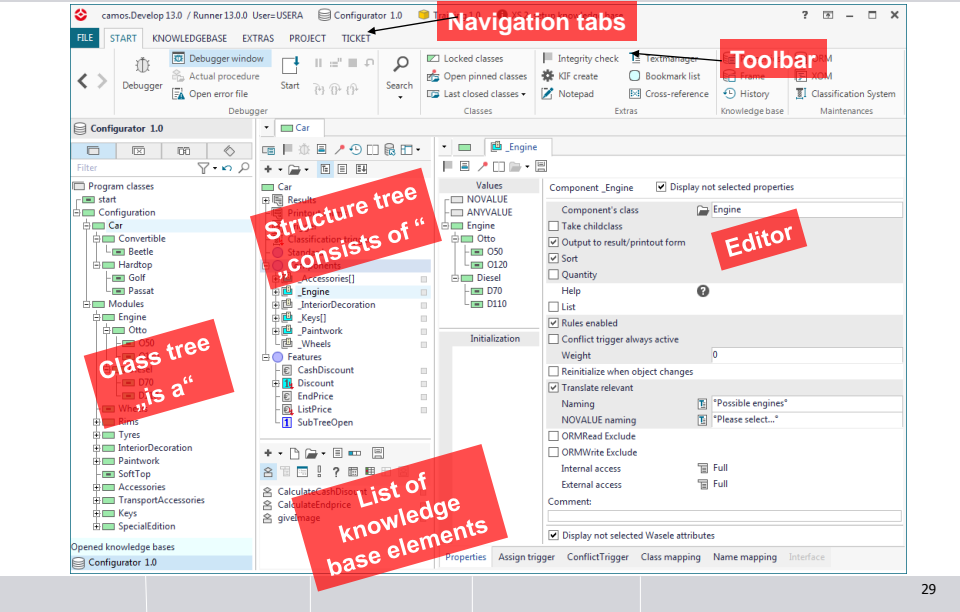 camos.Develop 13.0 / Runner 13.0.0 User=USERA Configurator 1.0
Navigation tabs
FILE START KNOWLEDGEBASE EXTRAS PROJECT TICKET
Toolbar
Debugger
Debugger window
Actual procedure
Open error file
Debugger
Start
Search
Locked classes
Open pinned classes
Last closed classes
Classes
Integrity check
KIF create
Notepad
Textmanager
Bookmark list
Cross-reference
Extras
Frame
History
Knowledge base
XOM
Classification System
Maintenances
Configurator 1.0
Filter
Program classes
start
Configuration
Car
Convertible
Beetle
Hardtop
Golf
Passat
Modules
Engine
Otto
O50
D70
Rims
Tyres
InteriorDecoration
Paintwork
SoftTop
Accessories
TransportAccessories
Keys
SpecialEdition
Opened knowledge bases
Configurator 1.0
Class tree
„is a“
Car
Car
Results
Structure tree
„consists of “
_Accessories[]
_Engine
_InteriorDecoration
_Keys[]
_Paintwork
_Wheels
Features
CashDiscount
Discount
EndPrice
ListPrice
SubTreeOpen
CalculateCashDiscount
CalculateEndprice
giveImage
List of
knowledge
base elements
_Engine
Values
NOVALUE
ANYVALUE
Engine
Otto
O50
O120
Diesel
D70
D110
Initialization
Component _Engine Display not selected properties
Component's class Engine
Take childclass
Output to result/printout form
Sort
Quantity
Help
List
Rules enabled
Conflict trigger always active
Weight 0
Reinitialize when object changes
Translate relevant
Naming °Possible engines°
NOVALUE naming °Please select...°
ORMRead Exclude
ORMWrite Exclude
Internal access Full
External access Full
Comment:
Display not selected Wasele attributes
Editor
Properties Assign trigger ConflictTrigger Class mapping Name mapping Interface
29